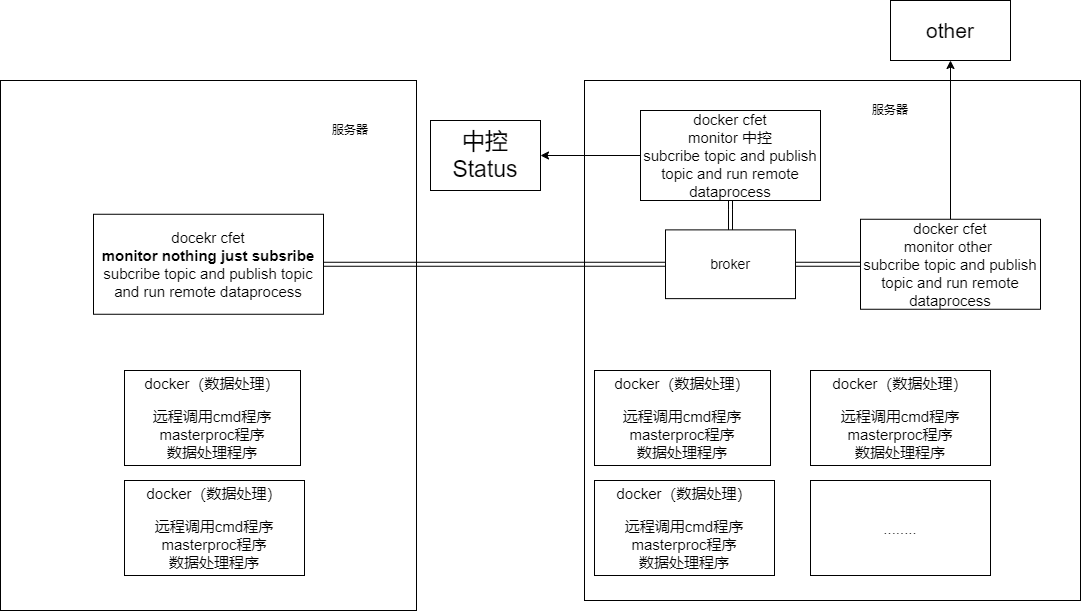 other
服务器
服务器
中控
Status
docker cfet
monitor 中控
subcribe topic and publish
topic and run remote
dataprocess
docekr cfet
monitor nothing just subsribe
subcribe topic and publish topic
and run remote dataprocess
broker
docker cfet
monitor other
subcribe topic and publish
topic and run remote
dataprocess
docker（数据处理）
远程调用cmd程序
masterproc程序
数据处理程序
docker（数据处理）
远程调用cmd程序
masterproc程序
数据处理程序
docker（数据处理）
远程调用cmd程序
masterproc程序
数据处理程序
docker（数据处理）
远程调用cmd程序
masterproc程序
数据处理程序
docker（数据处理）
远程调用cmd程序
masterproc程序
数据处理程序
........